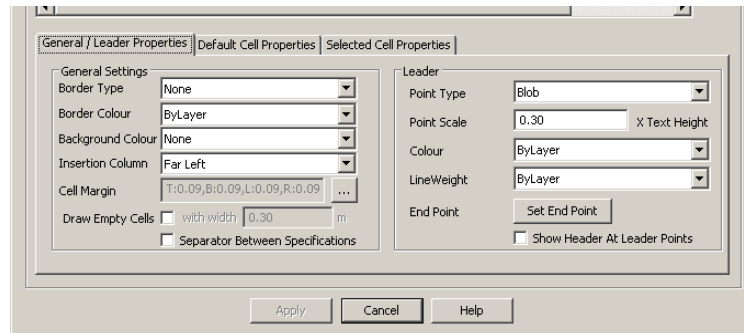 General / Leader Properties Default Cell Properties Selected Cell Properties
General Settings
Border Type None
Border Colour ByLayer
Background Colour None
Insertion Column Far Left
Cell Margin T:0.09,B:0.09,L:0.09,R:0.09 ...
Draw Empty Cells with width 0.30 m
Separator Between Specifications
Leader
Point Type Blob
Point Scale 0.30 X Text Height
Colour ByLayer
LineWeight ByLayer
End Point Set End Point
Show Header At Leader Points
Apply Cancel Help